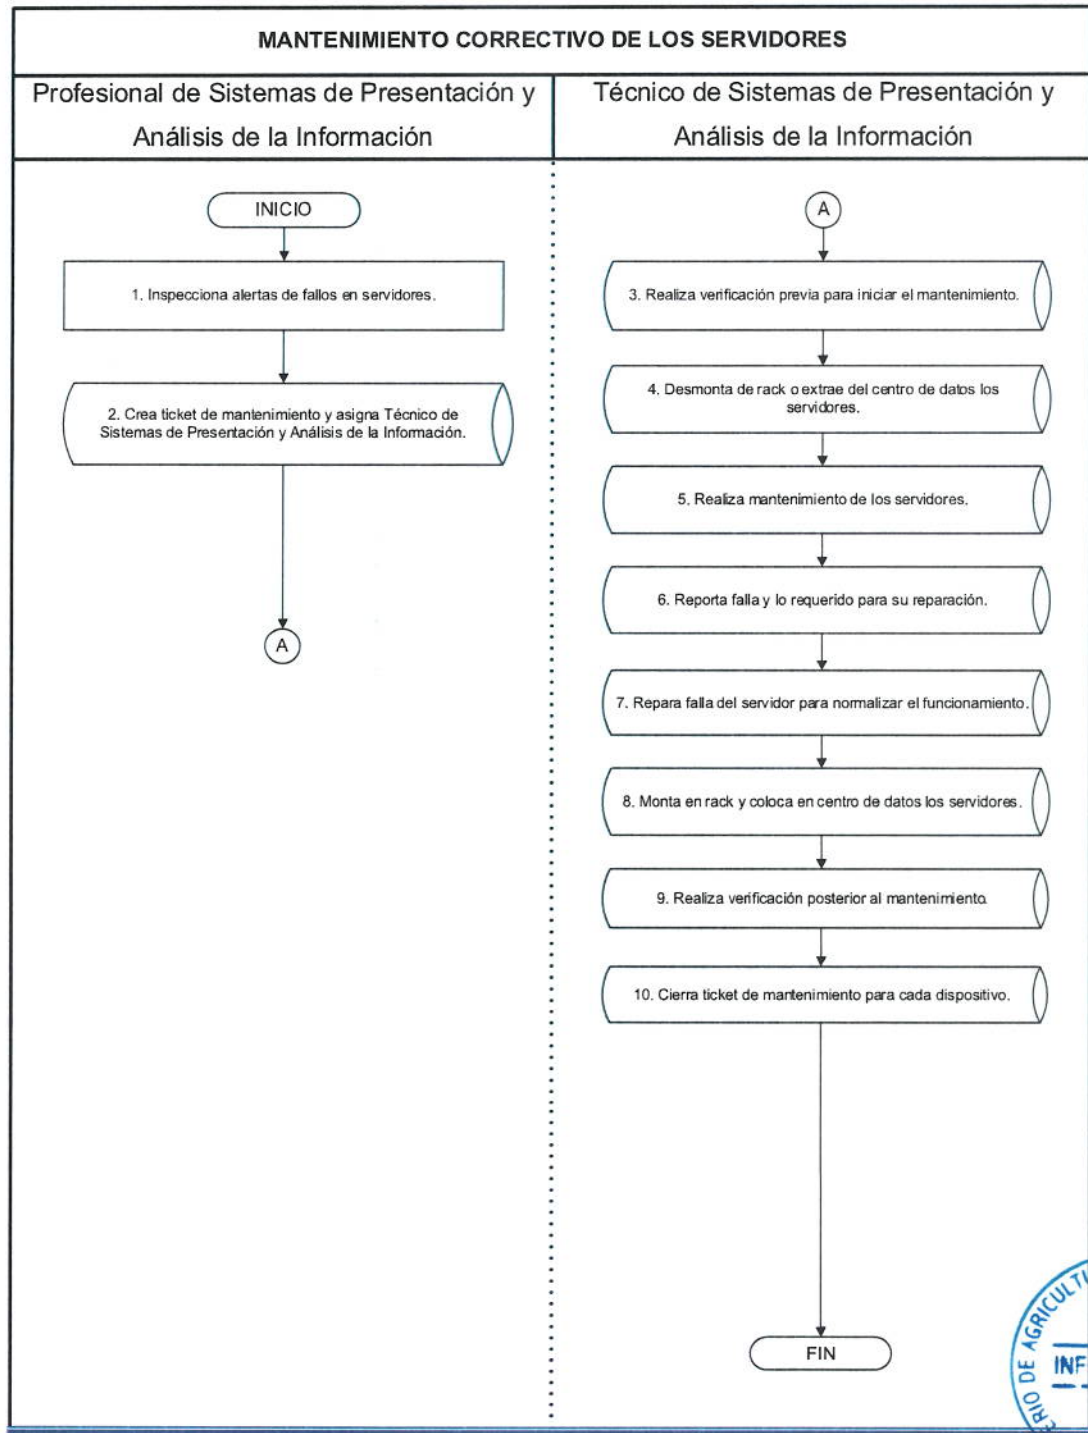 MANTENIMIENTO CORRECTIVO DE LOS SERVIDORES
Profesional de Sistemas de Presentación y
Análisis de la Información
Técnico de Sistemas de Presentación y
Análisis de la Información
INICIO
1. Inspecciona alertas de fallos en servidores.
2. Crea ticket de mantenimiento y asigna Técnico de
Sistemas de Presentación y Análisis de la Información.
A
A
3. Realiza verificación previa para iniciar el mantenimiento.
4. Desmonta de rack o extrae del centro de datos los
servidores.
5. Realiza mantenimiento de los servidores.
6. Reporta falla y lo requerido para su reparación.
7. Repara falla del servidor para normalizar el funcionamiento.
8. Monta en rack y coloca en centro de datos los servidores.
9. Realiza verificación posterior al mantenimiento.
10. Cierra ticket de mantenimiento para cada dispositivo.
FIN
DE